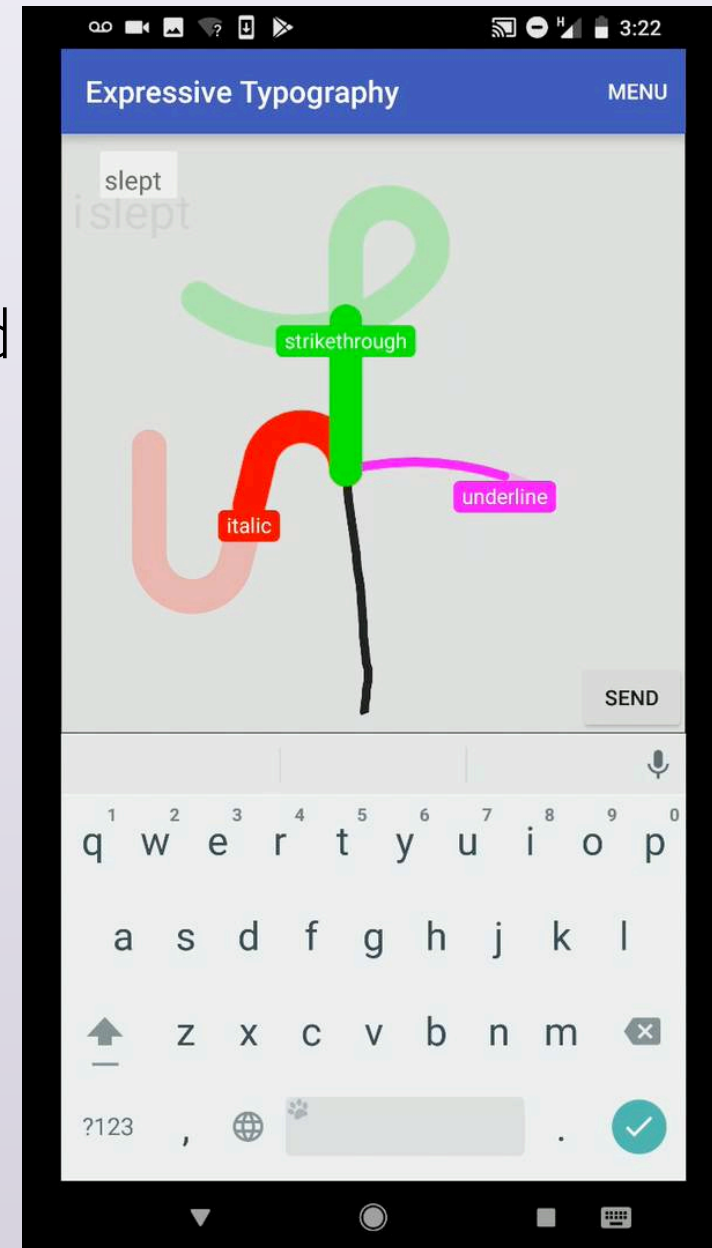 3:22
Expressive Typography MENU
slept
i slept
strikethrough
underline
italic
SEND
1 2 3 4 5 6 7 8 9 0
q w e r t y u i o p
a s d f g h j k l
z x c v b n m
?123 , .